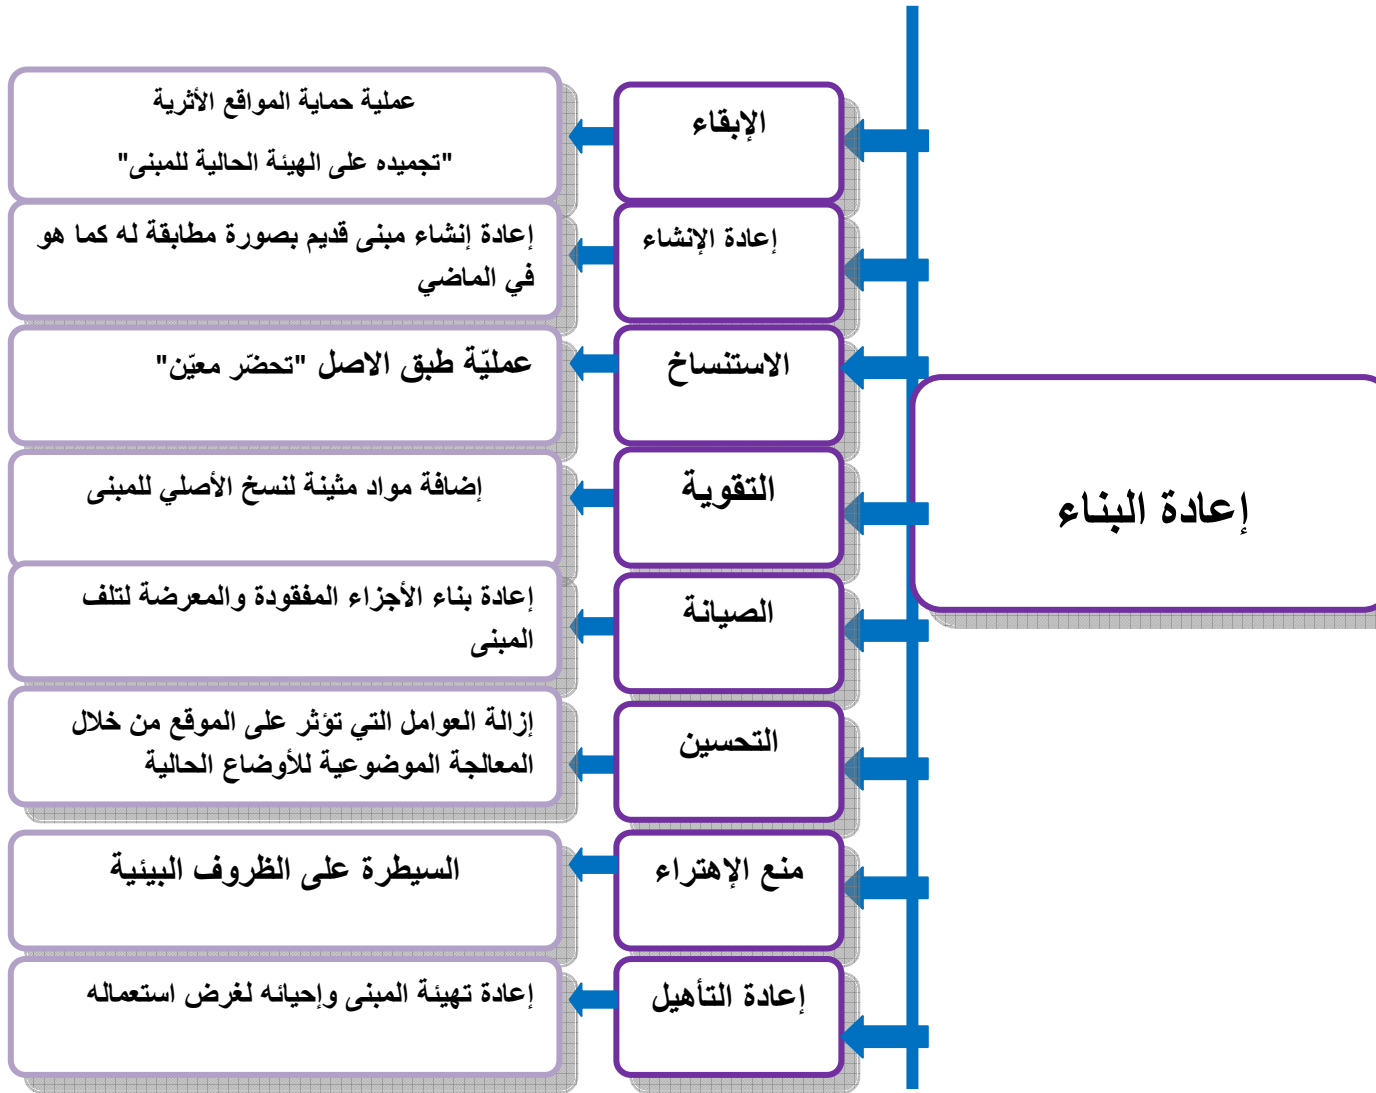 إعادة البناء
الإبقاء
عملية حماية المواقع الأثرية
"تجميده على الهيئة الحالية للمبنى"
إعادة الإنشاء
إعادة إنشاء مبنى قديم بصورة مطابقة له كما هو
في الماضي
الاستنساخ
عمليّة طبق الاصل "تحضّر معيّن"
التقوية
إضافة مواد مثينة لنسخ الأصلي للمبنى
الصيانة
إعادة بناء الأجزاء المفقودة والمعرضة لتلف
المبنى
التحسين
إزالة العوامل التي تؤثر على الموقع من خلال
المعالجة الموضوعية للأوضاع الحالية
منع الإهتراء
السيطرة على الظروف البيئية
إعادة التأهيل
إعادة تهيئة المبنى وإحيائه لغرض استعماله